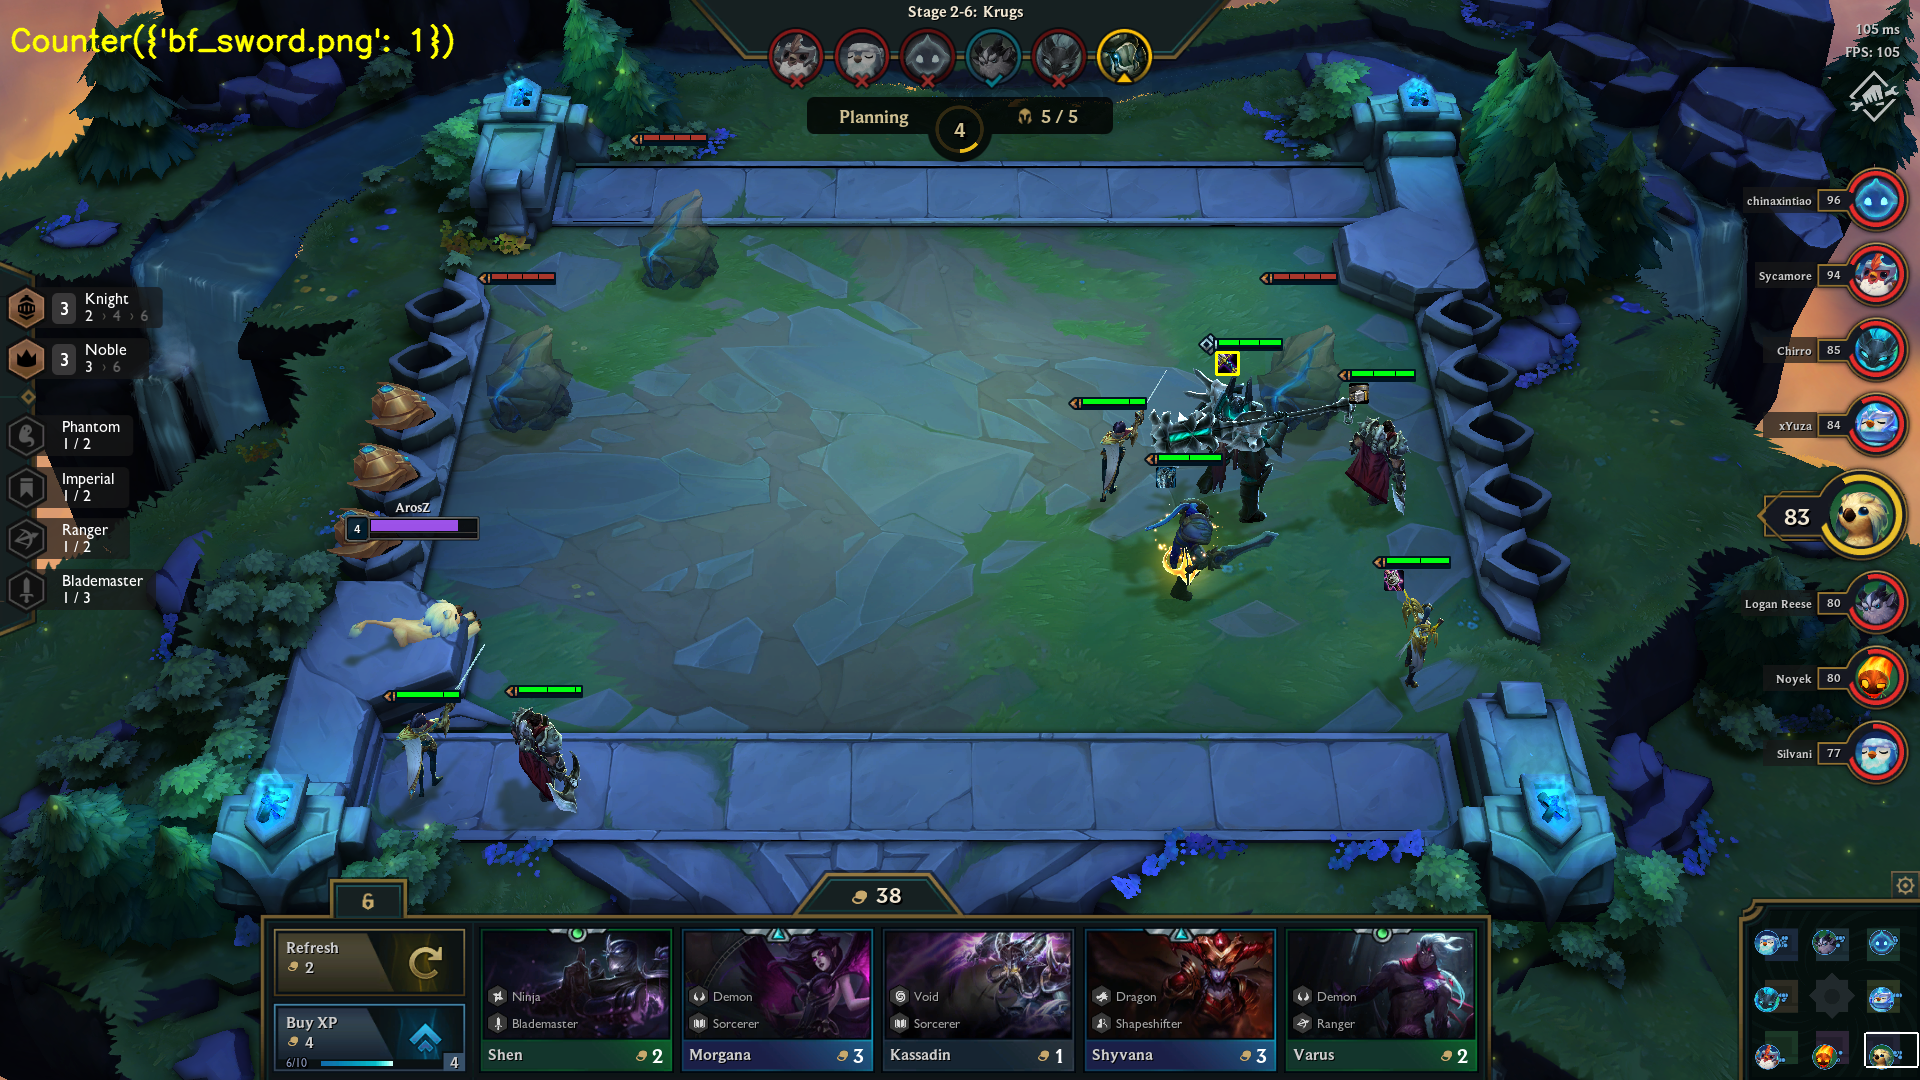 Counter({'bf_sword.png': 1})
Stage 2-6: Krugs
105 ms
FPS: 105
Planning
4
5 / 5
chinaxintiao 96
Sycamore 94
Chirro 85
xYuza 84
83
Logan Reese 80
Noyek 80
Silvani 77
3 Knight
2 › 4 › 6
3 Noble
3 › 6
Phantom
1 / 2
Imperial
1 / 2
Ranger
1 / 2
Blademaster
1 / 3
ArosZ
4
6
38
Refresh
2
Buy XP
4
6/10
4
Ninja
Blademaster
Shen 2
Demon
Sorcerer
Morgana 3
Void
Sorcerer
Kassadin 1
Dragon
Shapeshifter
Shyvana 3
Demon
Ranger
Varus 2